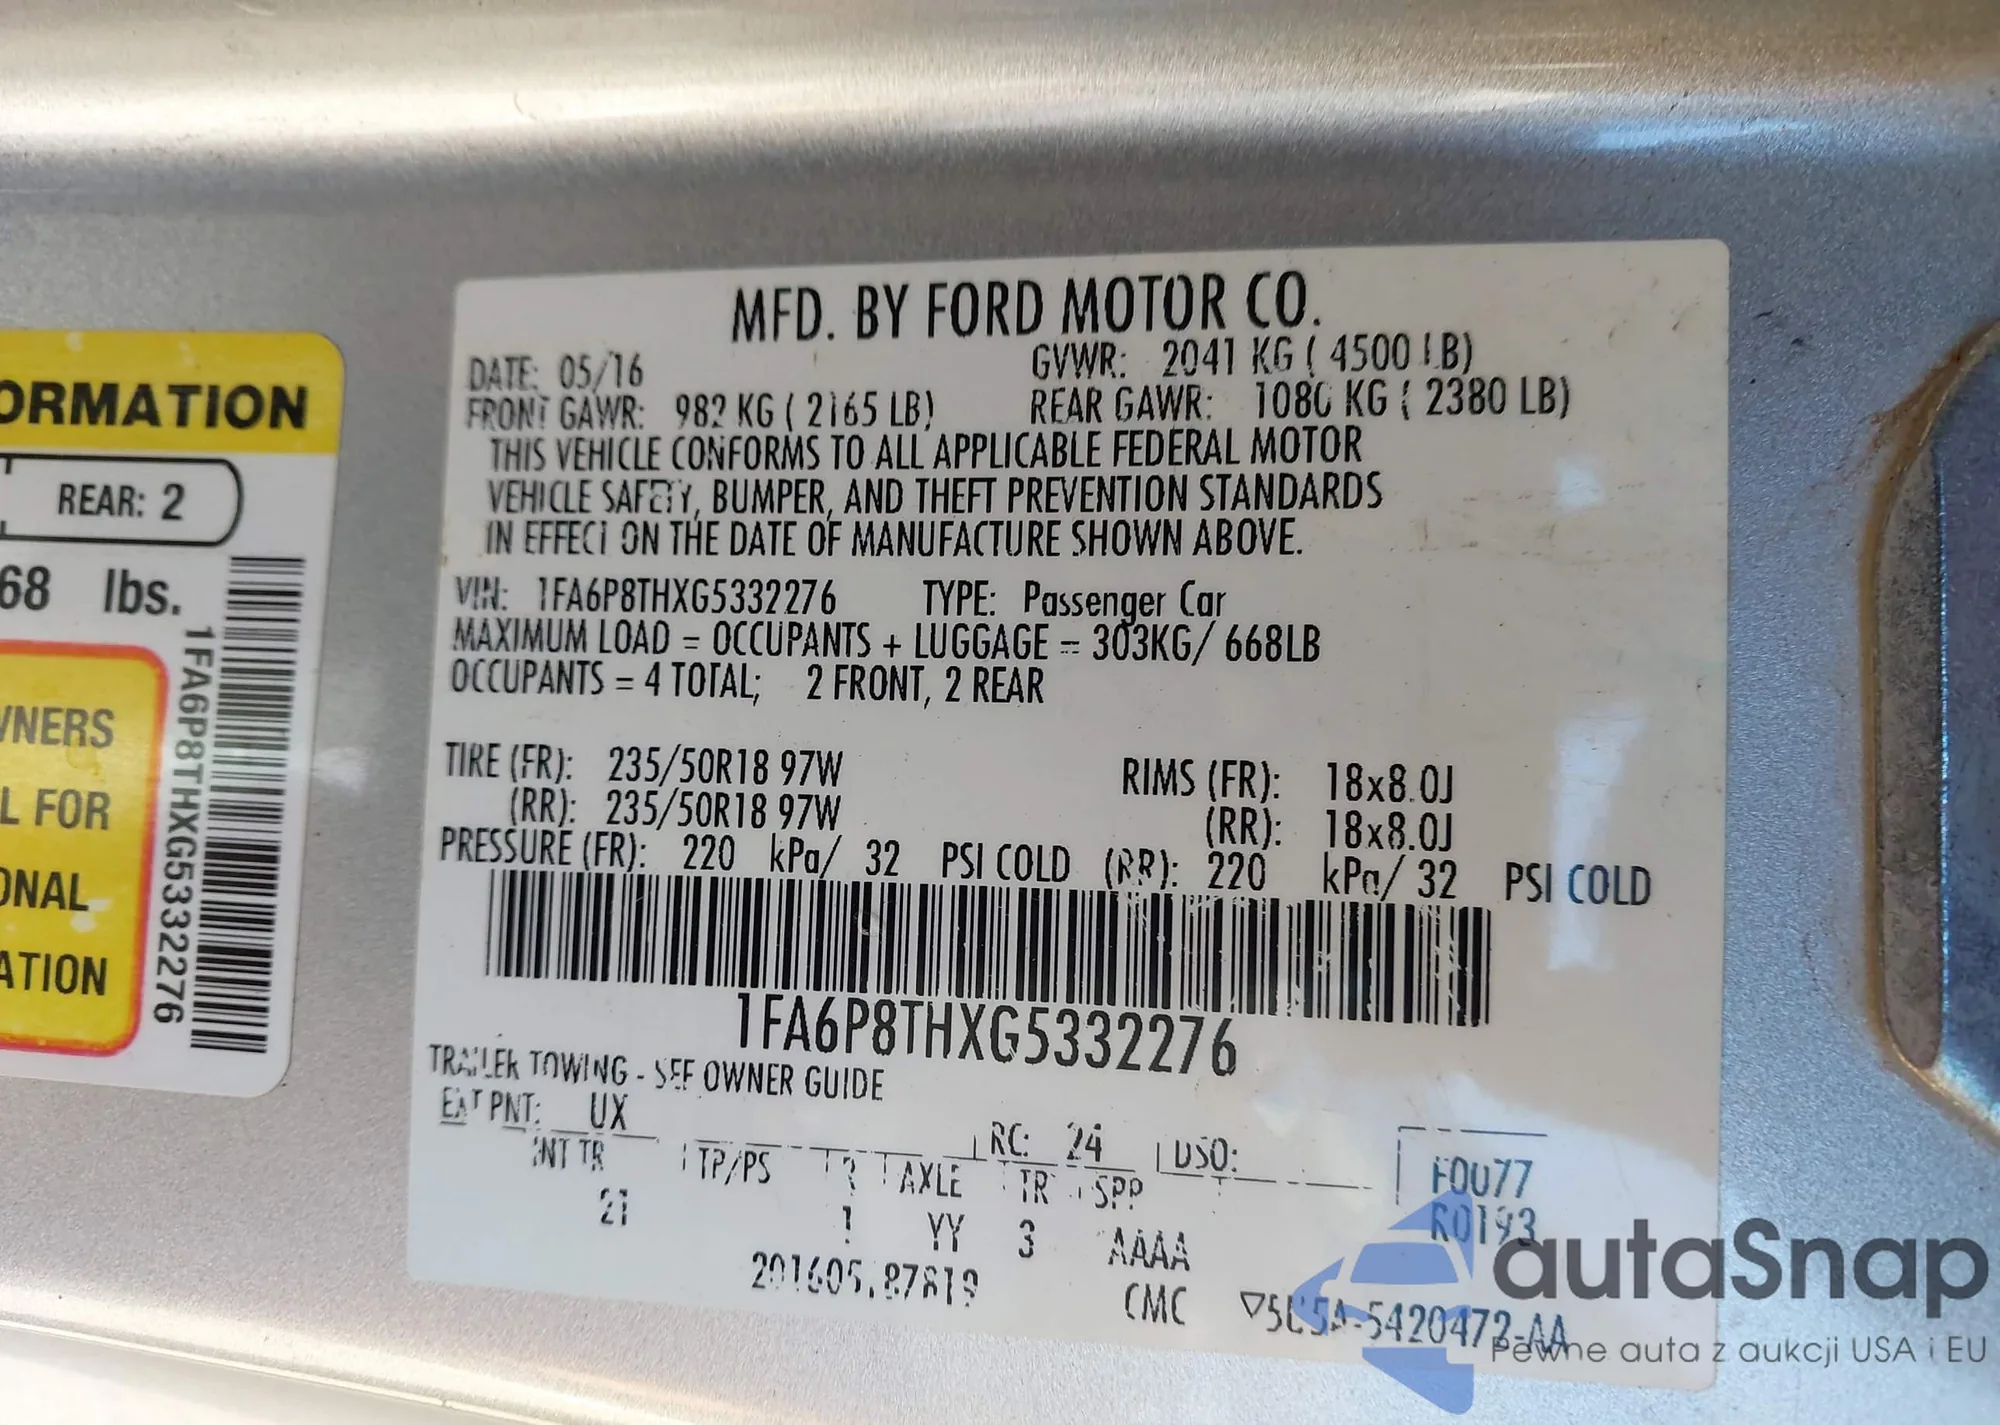 ORMATION
REAR: 2
68 lbs.
WNERS
L FOR
ONAL
ATION
1FA6P8THXG5332276
MFD. BY FORD MOTOR CO.
DATE: 05/16 GVWR: 2041 KG ( 4500 LB)
FRONT GAWR: 982 KG ( 2165 LB) REAR GAWR: 1080 KG ( 2380 LB)
THIS VEHICLE CONFORMS TO ALL APPLICABLE FEDERAL MOTOR
VEHICLE SAFETY, BUMPER, AND THEFT PREVENTION STANDARDS
IN EFFECT ON THE DATE OF MANUFACTURE SHOWN ABOVE.
VIN: 1FA6P8THXG5332276 TYPE: Passenger Car
MAXIMUM LOAD = OCCUPANTS + LUGGAGE = 303KG/ 668LB
OCCUPANTS = 4 TOTAL; 2 FRONT, 2 REAR
TIRE (FR): 235/50R18 97W RIMS (FR): 18x8.0J
(RR): 235/50R18 97W (RR): 18x8.0J
PRESSURE (FR): 220 kPa/ 32 PSI COLD (RR): 220 kPa/ 32 PSI COLD
1FA6P8THXG5332276
TRAILER TOWING - SEE OWNER GUIDE
EXT PNT: UX RC: 24 DSO:
INT TR TP/PS R AXLE TR SPR F0077
21 1 YY 3 AAAA R0193
201605.87819 CMC 5420472-AA
autaSnap
Pewne auta z aukcji USA i EU